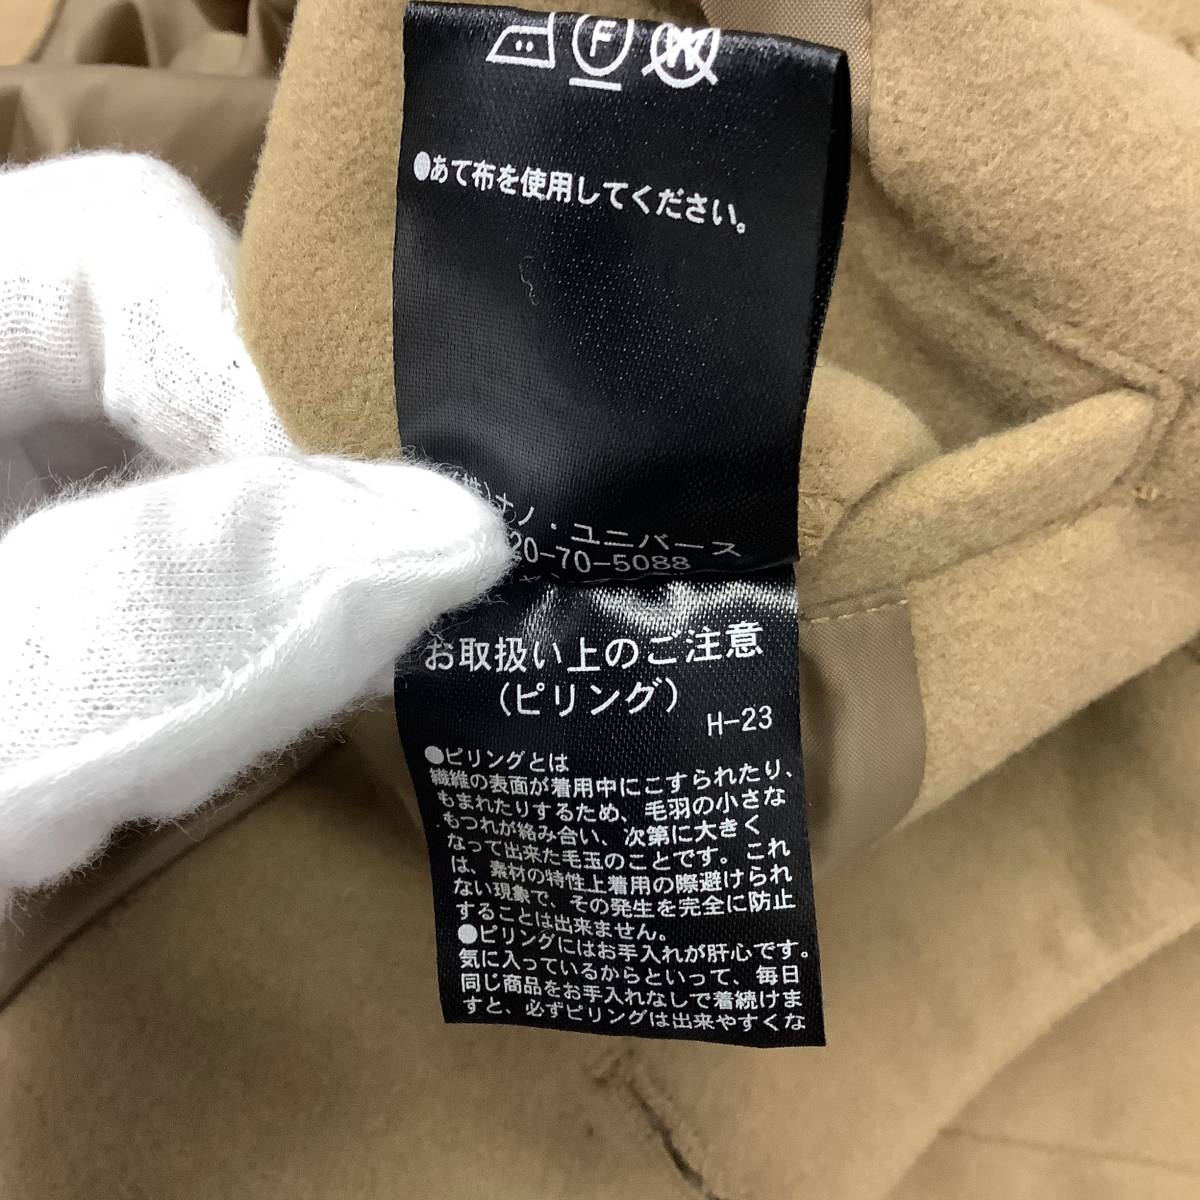 F
●あて布を使用してください。
株)ナノ・ユニバース
20-70-5088
お取扱い上のご注意
(ピリング)
H-23
●ピリングとは
繊維の表面が着用中にこすられたり、
もまれたりするため、毛羽の小さな
もつれが絡み合い、次第に大きく
なって出来た毛玉のことです。これ
は、素材の特性上着用の際避けられ
ない現象で、その発生を完全に防止
することは出来ません。
●ピリングにはお手入れが肝心です。
気に入っているからといって、毎日
同じ商品をお手入れなしで着続けま
すと、必ずピリングは出来やすくな